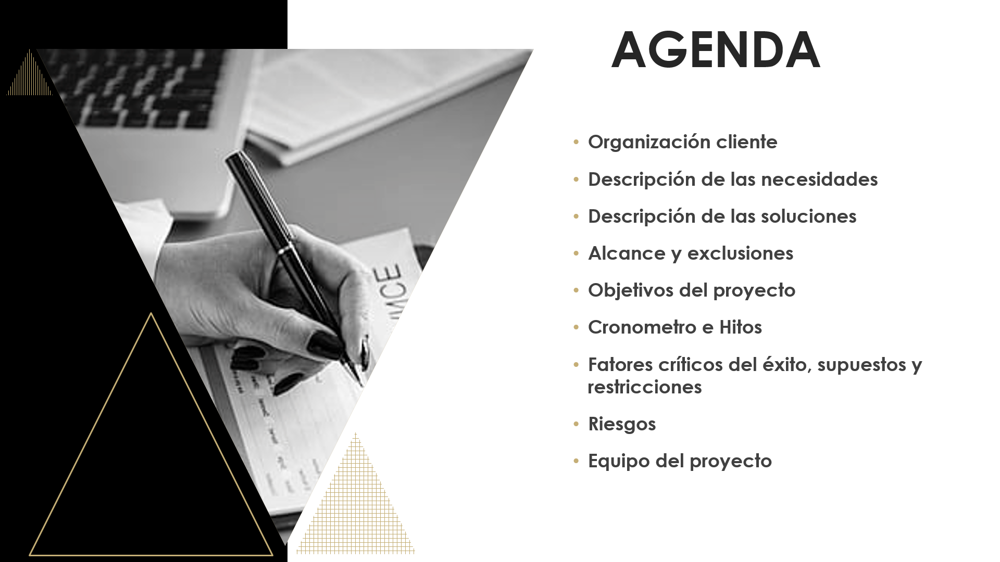 AGENDA
• Organización cliente
• Descripción de las necesidades
• Descripción de las soluciones
• Alcance y exclusiones
• Objetivos del proyecto
• Cronometro e Hitos
• Fatores críticos del éxito, supuestos y
restricciones
• Riesgos
• Equipo del proyecto